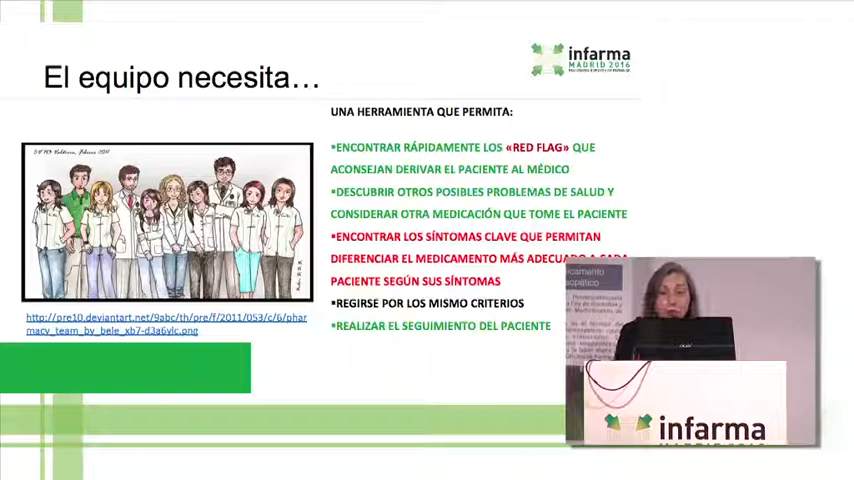 El equipo necesita...
infarma
MADRID 2016
UNA HERRAMIENTA QUE PERMITA:
▪ENCONTRAR RÁPIDAMENTE LOS «RED FLAG» QUE
ACONSEJAN DERIVAR EL PACIENTE AL MÉDICO
▪DESCUBRIR OTROS POSIBLES PROBLEMAS DE SALUD Y
CONSIDERAR OTRA MEDICACIÓN QUE TOME EL PACIENTE
▪ENCONTRAR LOS SÍNTOMAS CLAVE QUE PERMITAN
DIFERENCIAR EL MEDICAMENTO MÁS ADECUADO A CADA
PACIENTE SEGÚN SUS SÍNTOMAS
▪REGIRSE POR LOS MISMO CRITERIOS
▪REALIZAR EL SEGUIMIENTO DEL PACIENTE
http://pre10.deviantart.net/9abc/th/pre/f/2011/053/c/6/phar
macy_team_by_bele_xb7-d3a6vlc.png
infarma
MADRID 2016